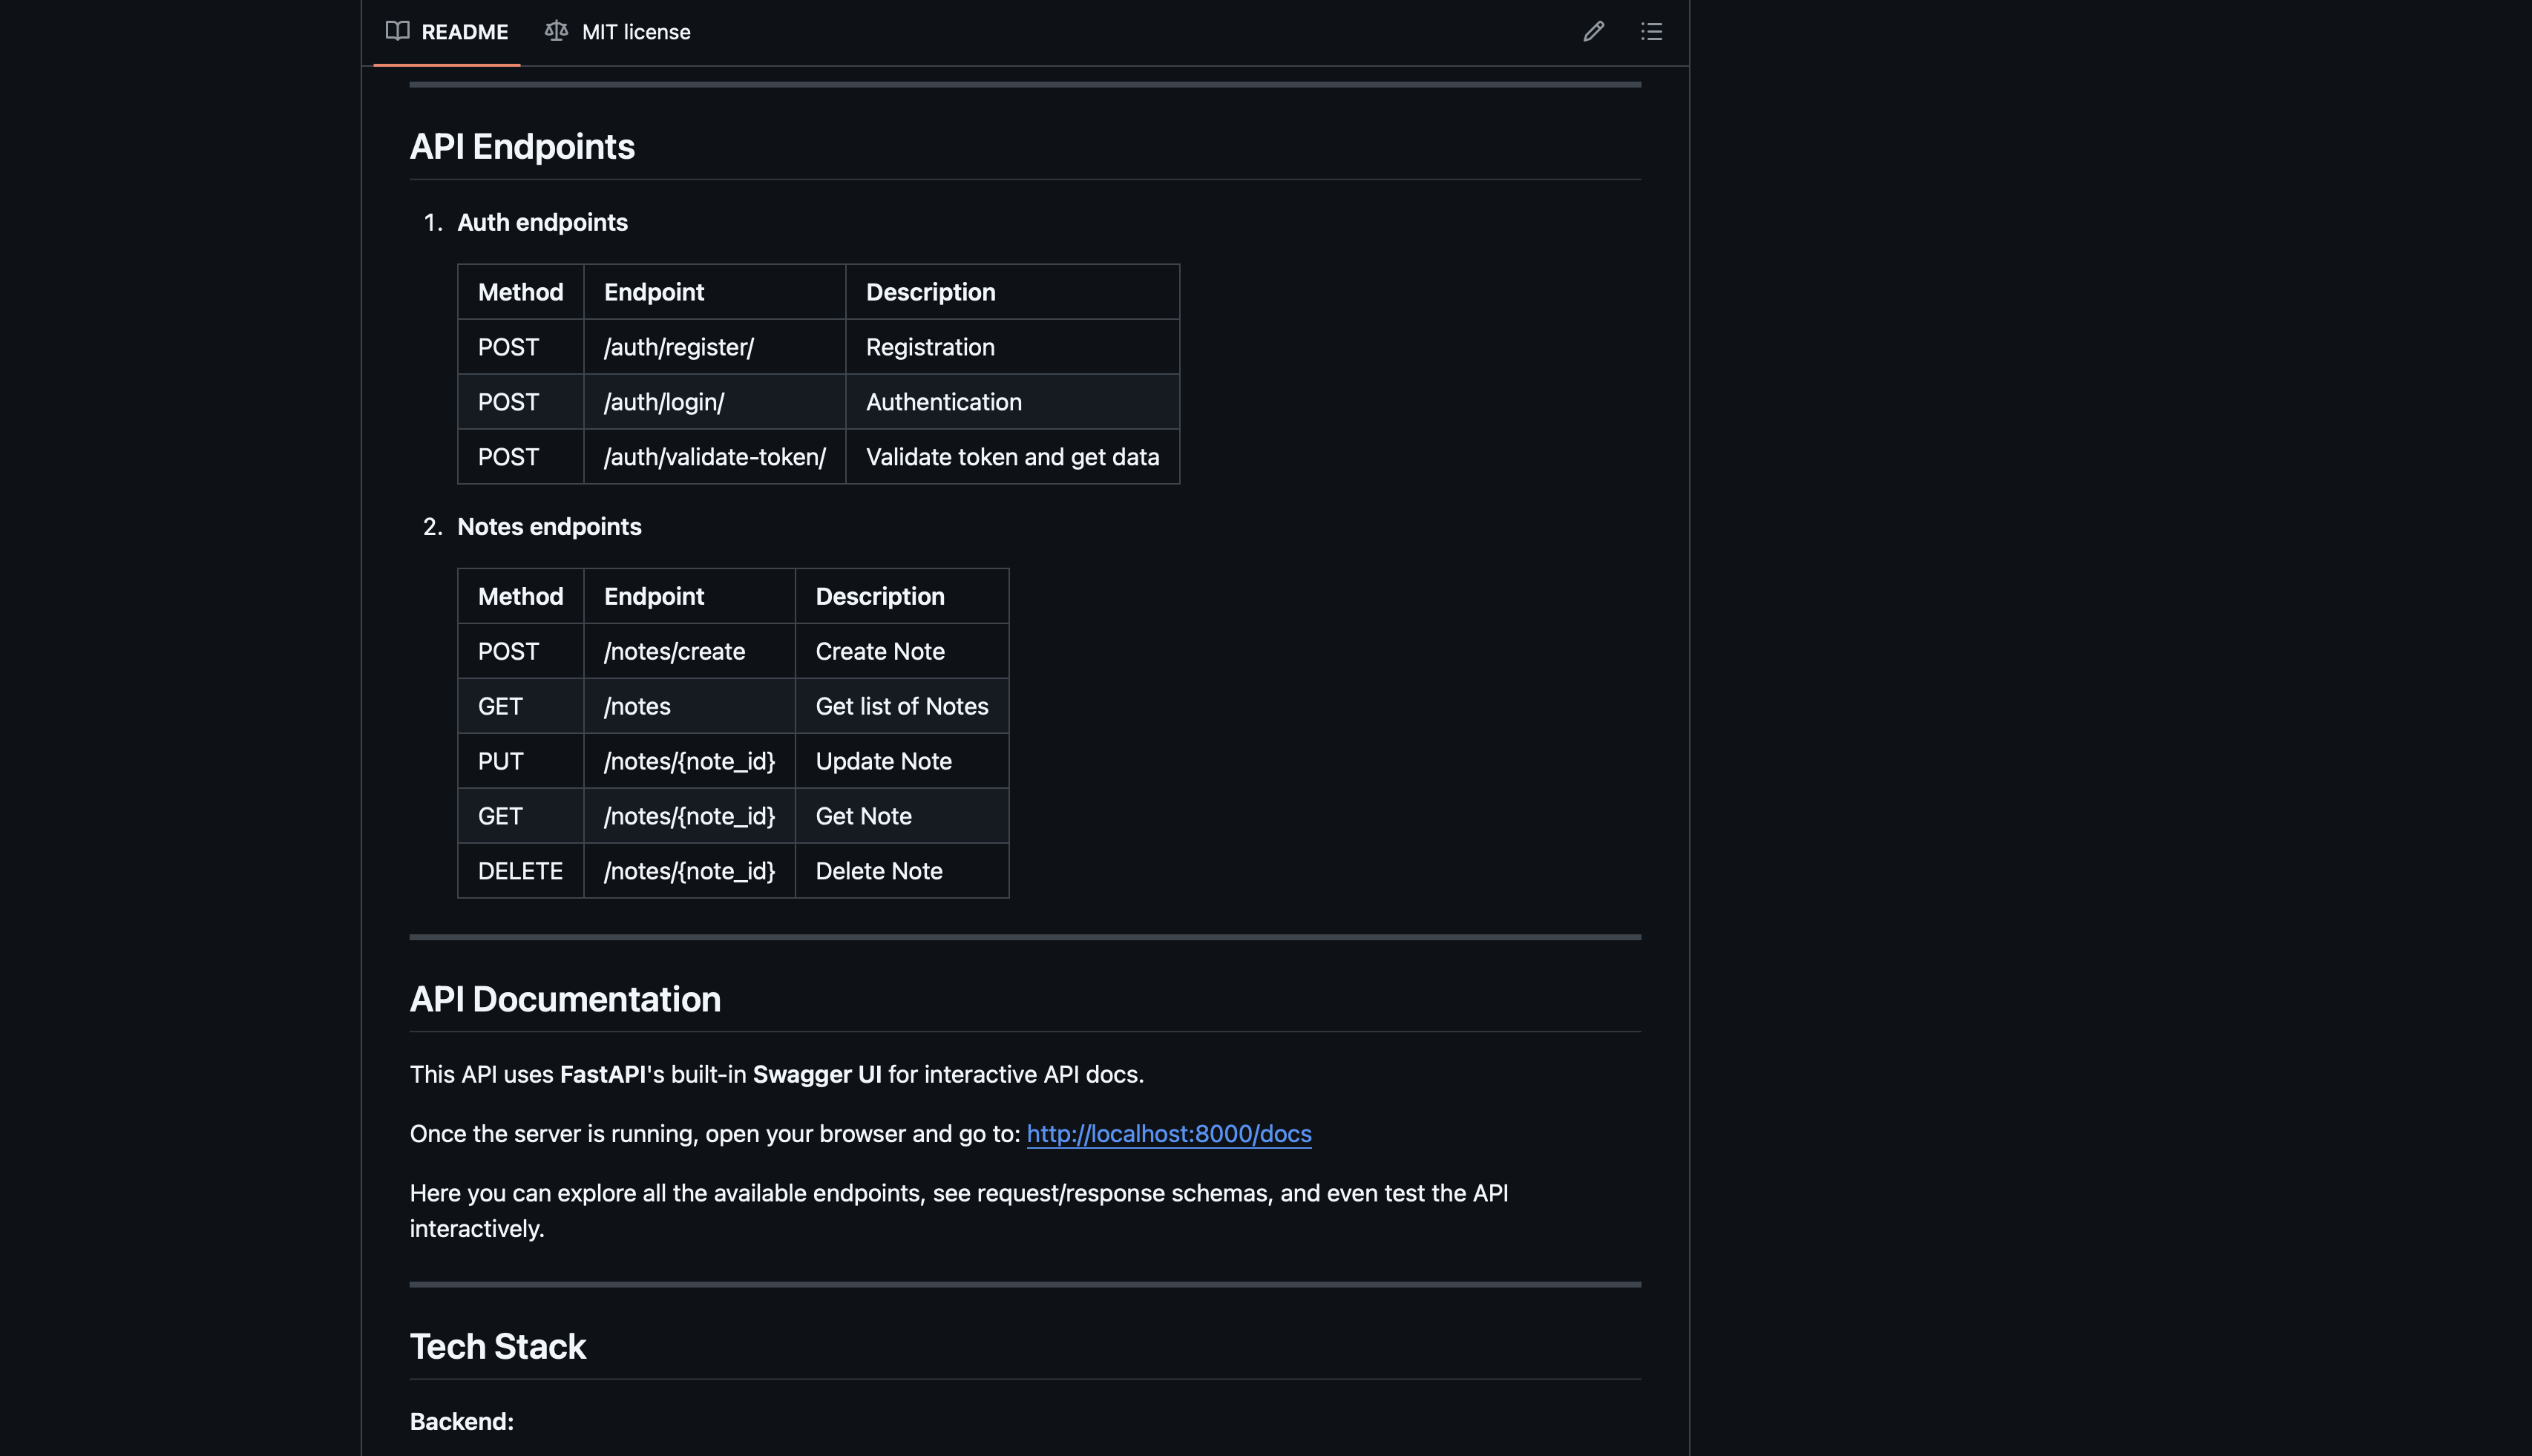 README MIT license
API Endpoints
1. Auth endpoints
Method Endpoint Description
POST /auth/register/ Registration
POST /auth/login/ Authentication
POST /auth/validate-token/ Validate token and get data
2. Notes endpoints
Method Endpoint Description
POST /notes/create Create Note
GET /notes Get list of Notes
PUT /notes/{note_id} Update Note
GET /notes/{note_id} Get Note
DELETE /notes/{note_id} Delete Note
API Documentation
This API uses FastAPI's built-in Swagger UI for interactive API docs.
Once the server is running, open your browser and go to: http://localhost:8000/docs
Here you can explore all the available endpoints, see request/response schemas, and even test the API
interactively.
Tech Stack
Backend: